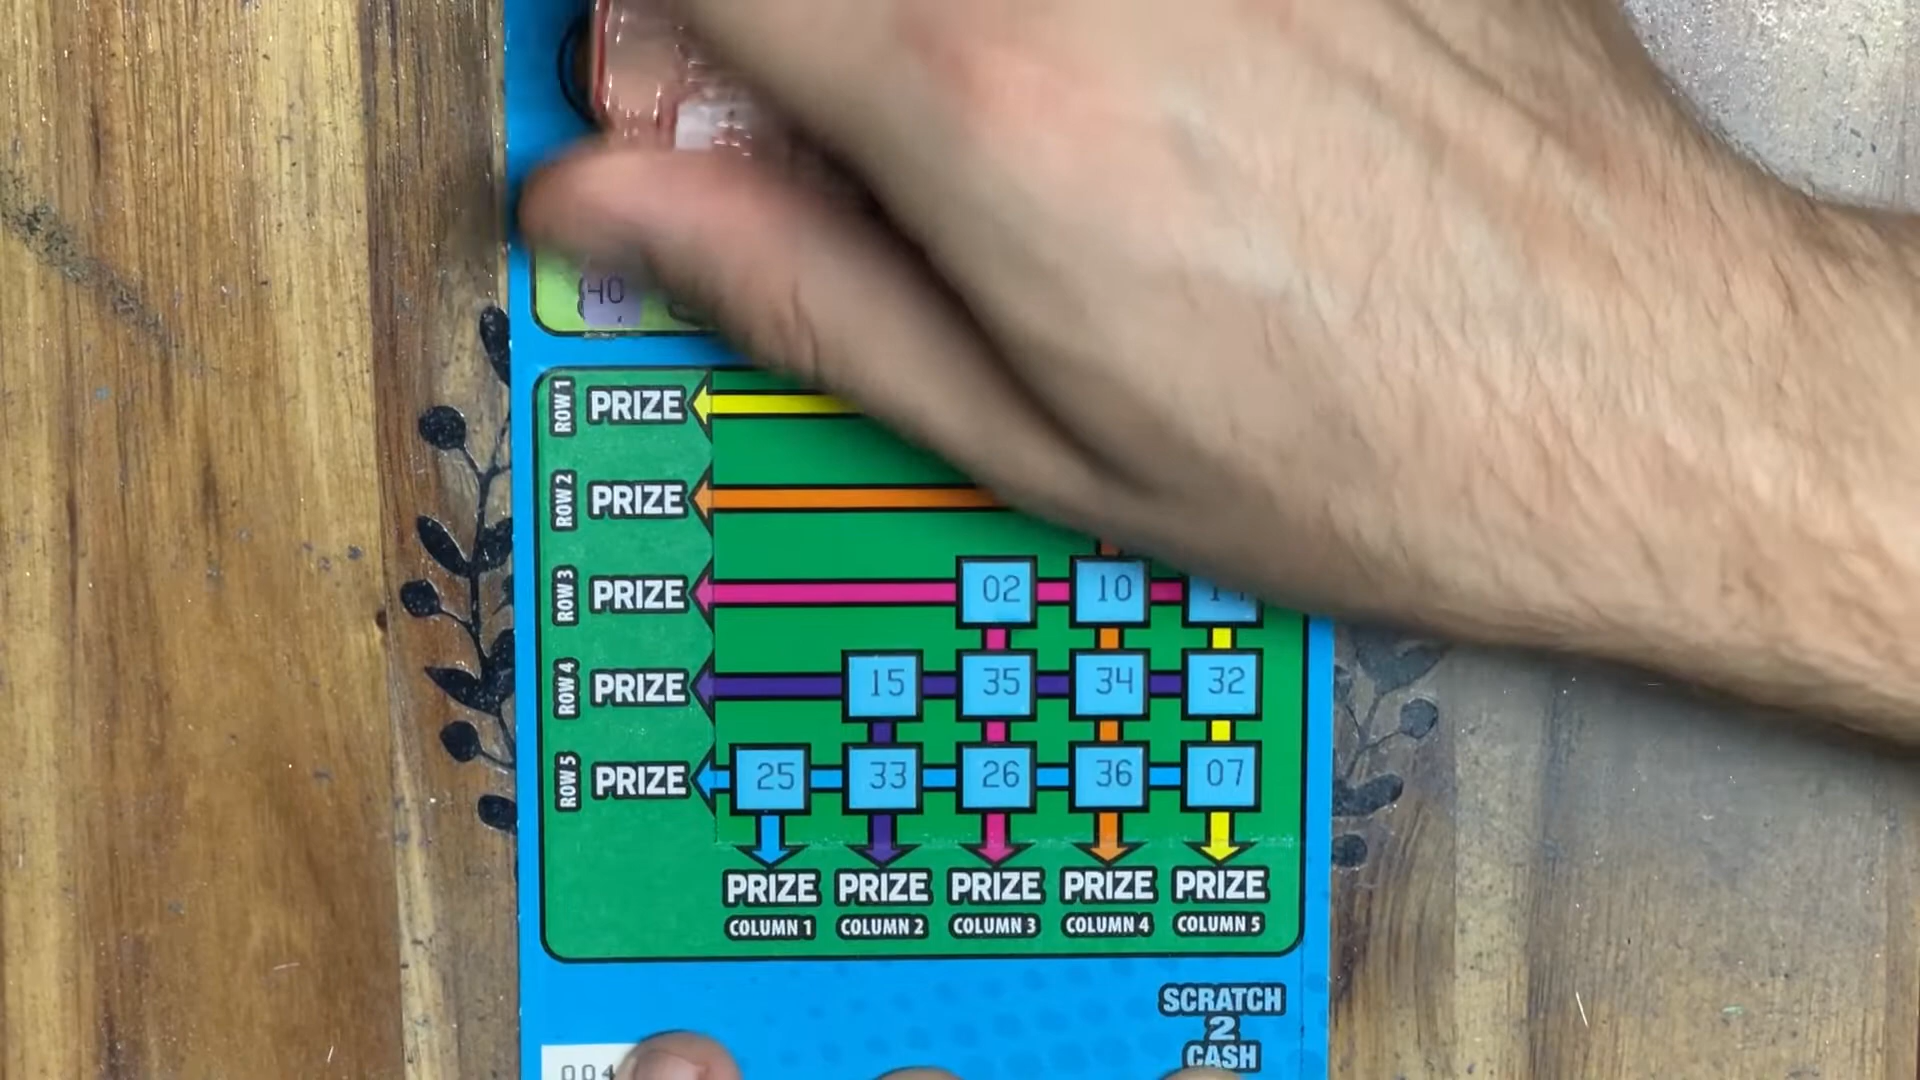 40
ROW 1 PRIZE
ROW 2 PRIZE
ROW 3 PRIZE 02 10
ROW 4 PRIZE 15 35 34 32
ROW 5 PRIZE 25 33 26 36 07
PRIZE PRIZE PRIZE PRIZE PRIZE
COLUMN 1 COLUMN 2 COLUMN 3 COLUMN 4 COLUMN 5
SCRATCH
2
CASH
004